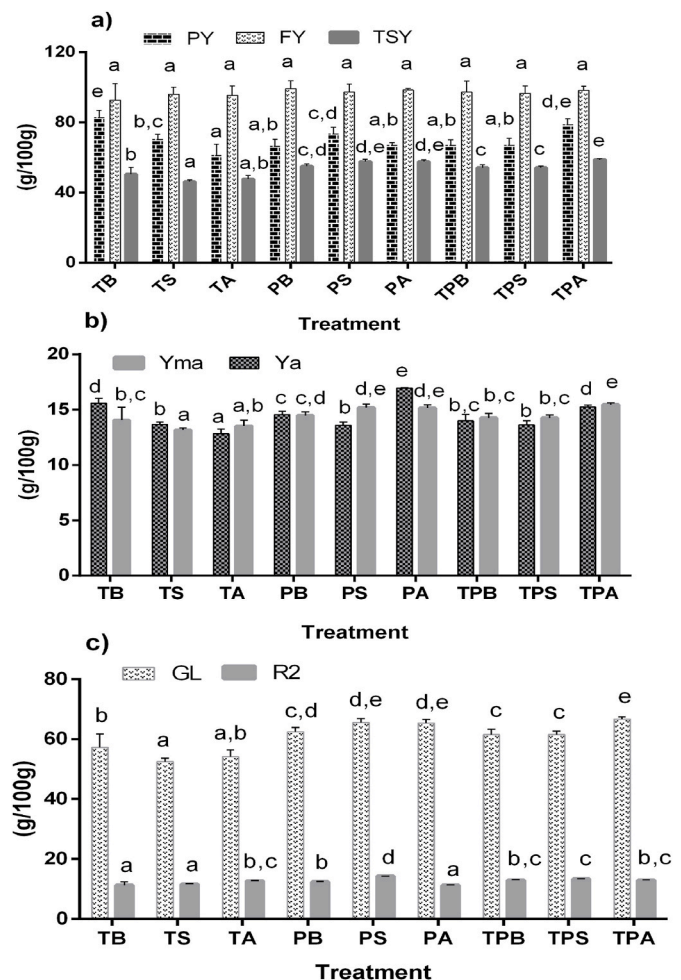 a)
PY FY TSY
120
80
40
0
(g/100g)
e a b
b,c a a
a a a,b
a,b a c,d
c,d a d,e
a,b a d,e
a,b a c
a,b a c
d,e a e
TB TS TA PB PS PA TPB TPS TPA
Treatment
b)
Yma Ya
20
15
10
5
0
(g/100g)
d b,c b a a a,b c c,d b d,e e d,e b,c b,c b b,c d e
TB TS TA PB PS PA TPB TPS TPA
Treatment
c)
GL R2
80
60
40
20
0
(g/100g)
b a a,b c,d d,e d,e c c e
a a b,c b d a b,c c b,c
TB TS TA PB PS PA TPB TPS TPA
Treatment